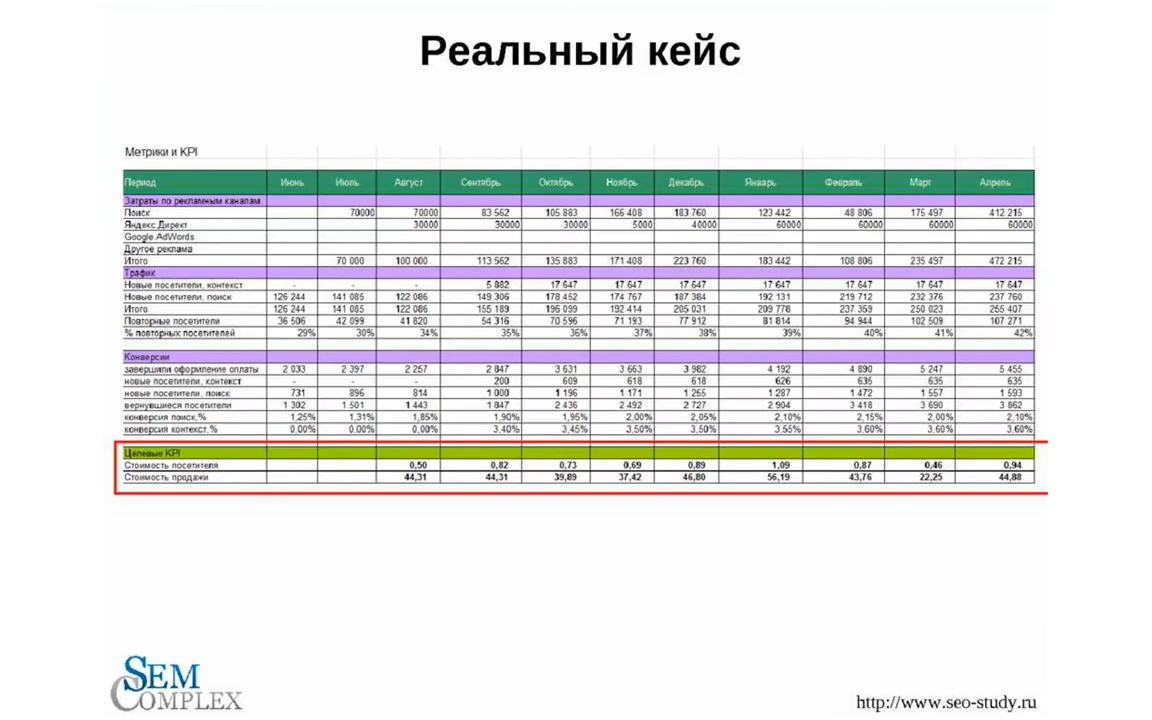 Реальный кейс
Метрики и KPI
Период Июнь Июль Август Сентябрь Октябрь Ноябрь Декабрь Январь Февраль Март Апрель
Затраты по рекламным каналам
Поиск 70000 70000 83 562 105 883 166 408 183 760 123 442 48 806 175 497 412 215
Яндекс.Директ 30000 30000 30000 5000 40000 60000 60000 60000 60000
Google.AdWords
Другое реклама
Итого 70 000 100 000 113 562 135 883 171 408 223 760 183 442 108 806 235 497 472 215
Трафик
Новые посетители, контекст - - - 5 882 17 647 17 647 17 647 17 647 17 647 17 647 17 647
Новые посетители, поиск 126 244 141 085 122 086 149 306 178 452 174 767 187 384 192 131 219 712 232 376 237 760
Итого 126 244 141 085 122 086 155 189 196 099 192 414 205 031 209 778 237 359 250 023 255 407
Повторные посетители 36 506 42 099 41 820 54 316 70 596 71 193 77 912 81 814 94 944 102 509 107 271
% повторных посетителей 29% 30% 34% 35% 36% 37% 38% 39% 40% 41% 42%
Конверсии
завершили оформление оплаты 2 033 2 397 2 257 2 847 3 631 3 663 3 982 4 192 4 890 5 247 5 455
новые посетители, контекст - - - 200 609 618 618 626 635 635 635
новые посетители, поиск 731 896 814 1 000 1 196 1 171 1 255 1 287 1 472 1 557 1 593
вернувшиеся посетители 1 302 1 501 1 443 1 847 2 436 2 492 2 727 2 904 3 418 3 690 3 862
конверсия поиск,% 1,25% 1,31% 1,85% 1,90% 1,95% 2,00% 2,05% 2,10% 2,15% 2,00% 2,10%
конверсия контекст,% 0,00% 0,00% 0,00% 3,40% 3,45% 3,50% 3,50% 3,55% 3,60% 3,60% 3,60%
Целевые KPI
Стоимость посетителя 0,50 0,82 0,73 0,69 0,89 1,09 0,87 0,46 0,94
Стоимость продажи 44,31 44,31 39,89 37,42 46,80 56,19 43,76 22,25 44,88
SEM
COMPLEX
http://www.seo-study.ru